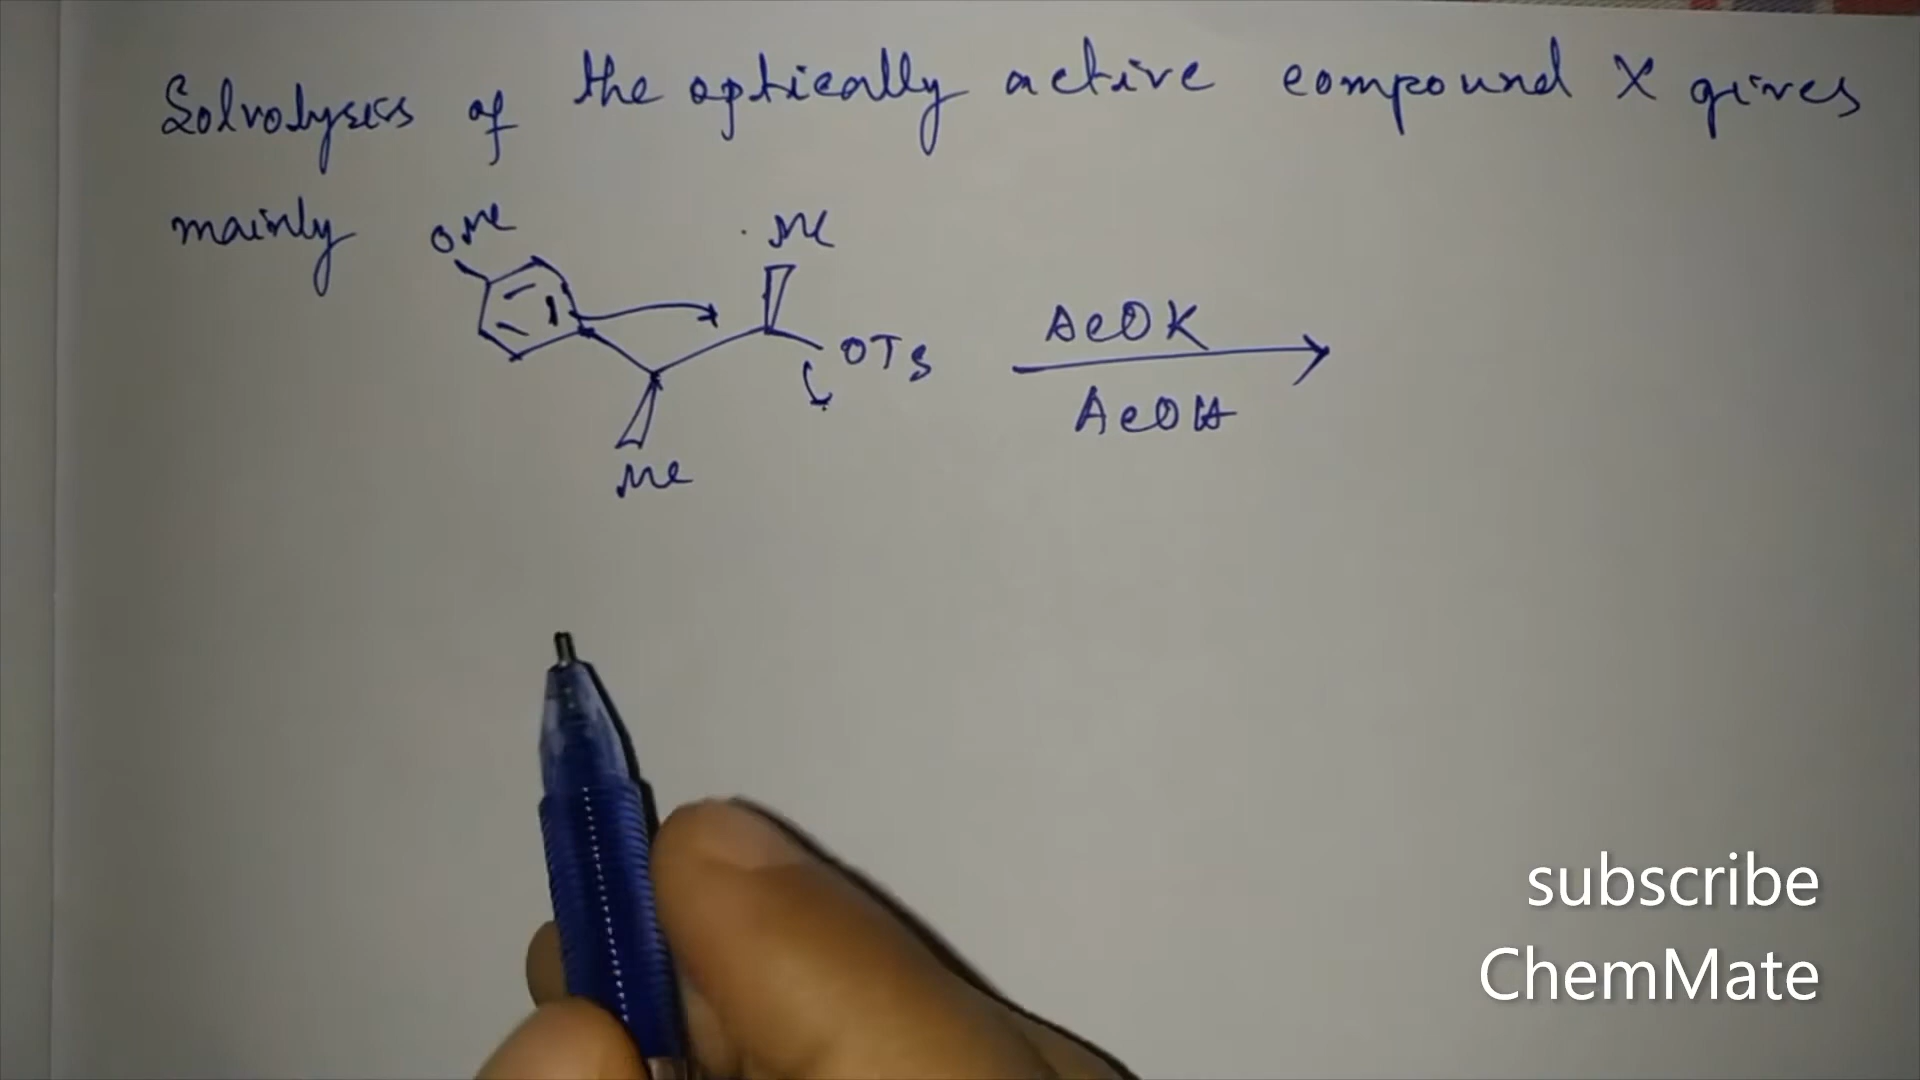 Solvolysis of the optically active compound X gives
mainly
OMe
Me
OTs
Me
AcOK
AcOH
subscribe
ChemMate